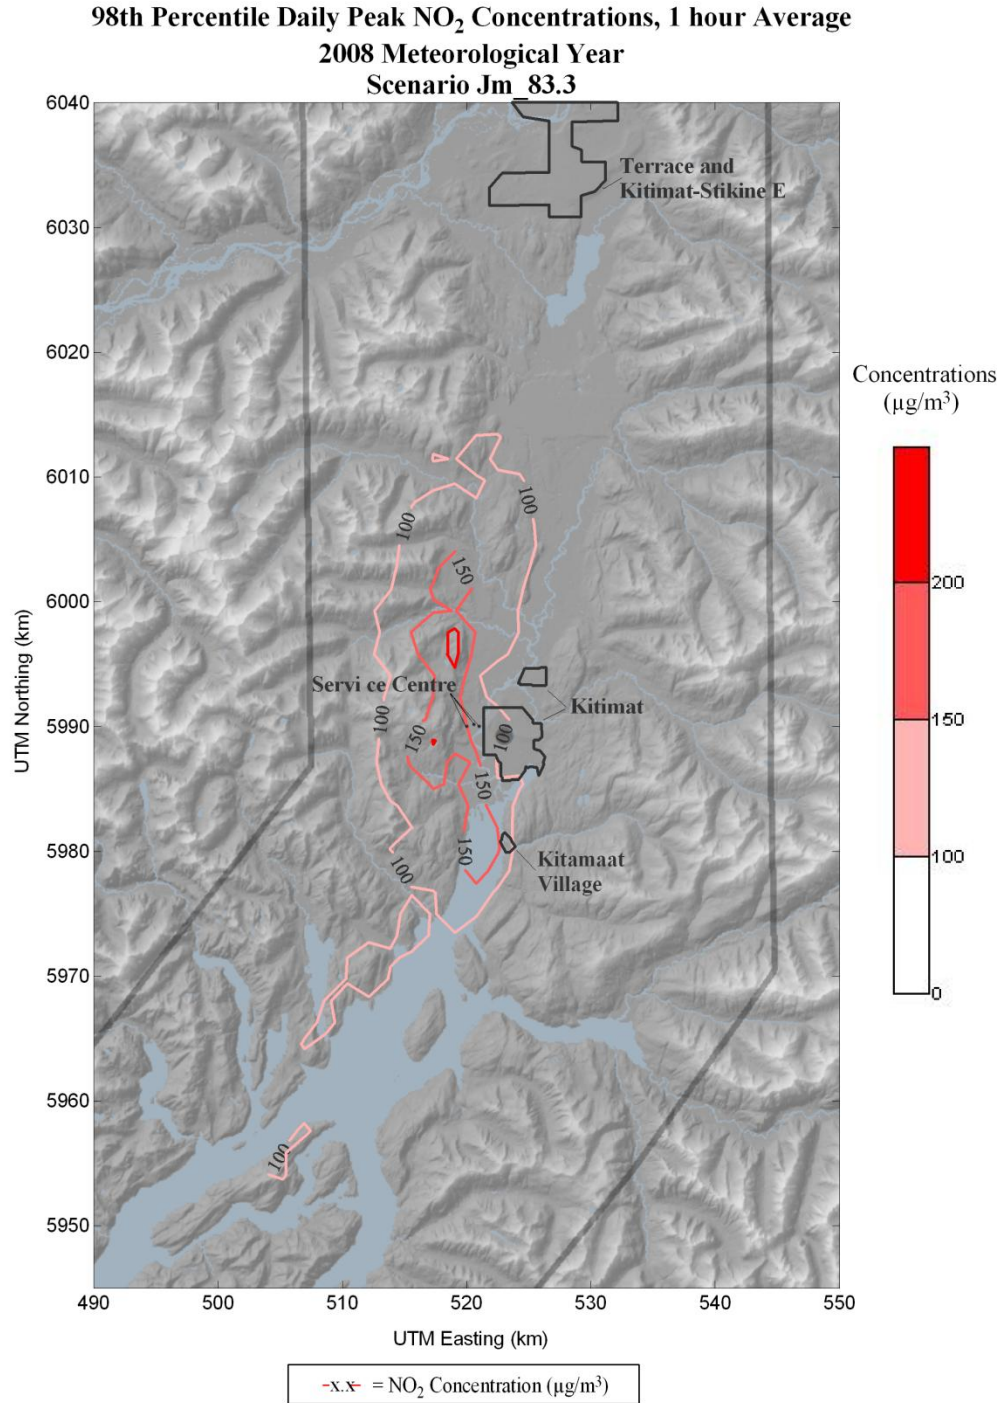 98th Percentile Daily Peak NO₂ Concentrations, 1 hour Average
2008 Meteorological Year
Scenario Jm_83.3
6040
6030
6020
6010
6000
5990
5980
5970
5960
5950
UTM Northing (km)
Terrace and
Kitimat-Stikine E
100
100
150
Servi ce Centre
Kitimat
100
150
100
150
150
100
Kitamaat
Village
100
490
500
510
520
530
540
550
UTM Easting (km)
Concentrations
(µg/m³)
200
150
100
0
-x.x- = NO₂ Concentration (µg/m³)